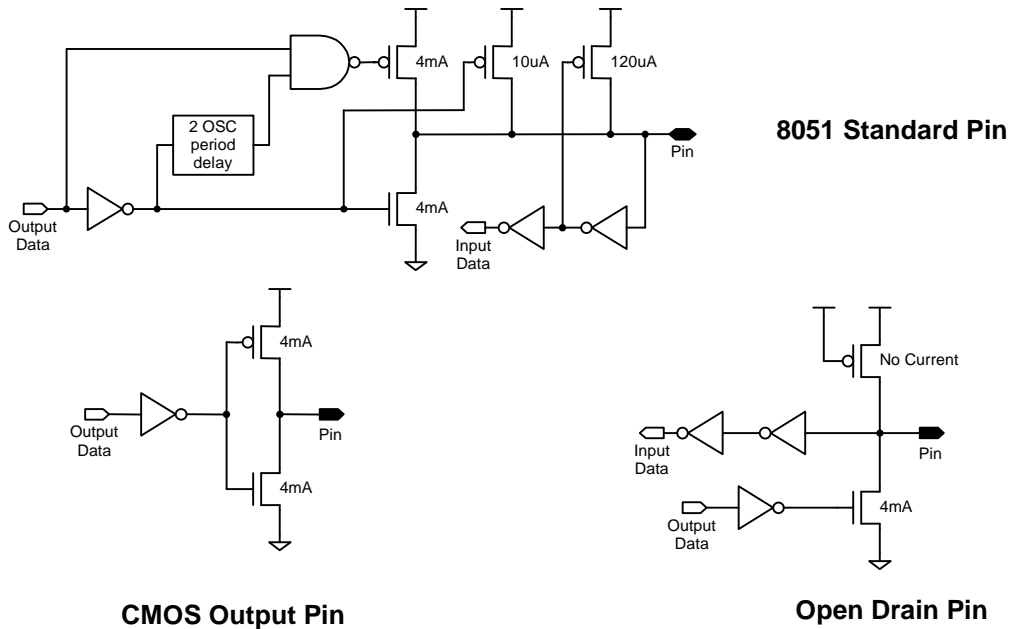 4mA
10uA
120uA
2 OSC
period
delay
8051 Standard Pin
Pin
4mA
Output
Data
Input
Data
4mA
Output
Data
Pin
4mA
CMOS Output Pin
No Current
Input
Data
Pin
Output
Data
4mA
Open Drain Pin